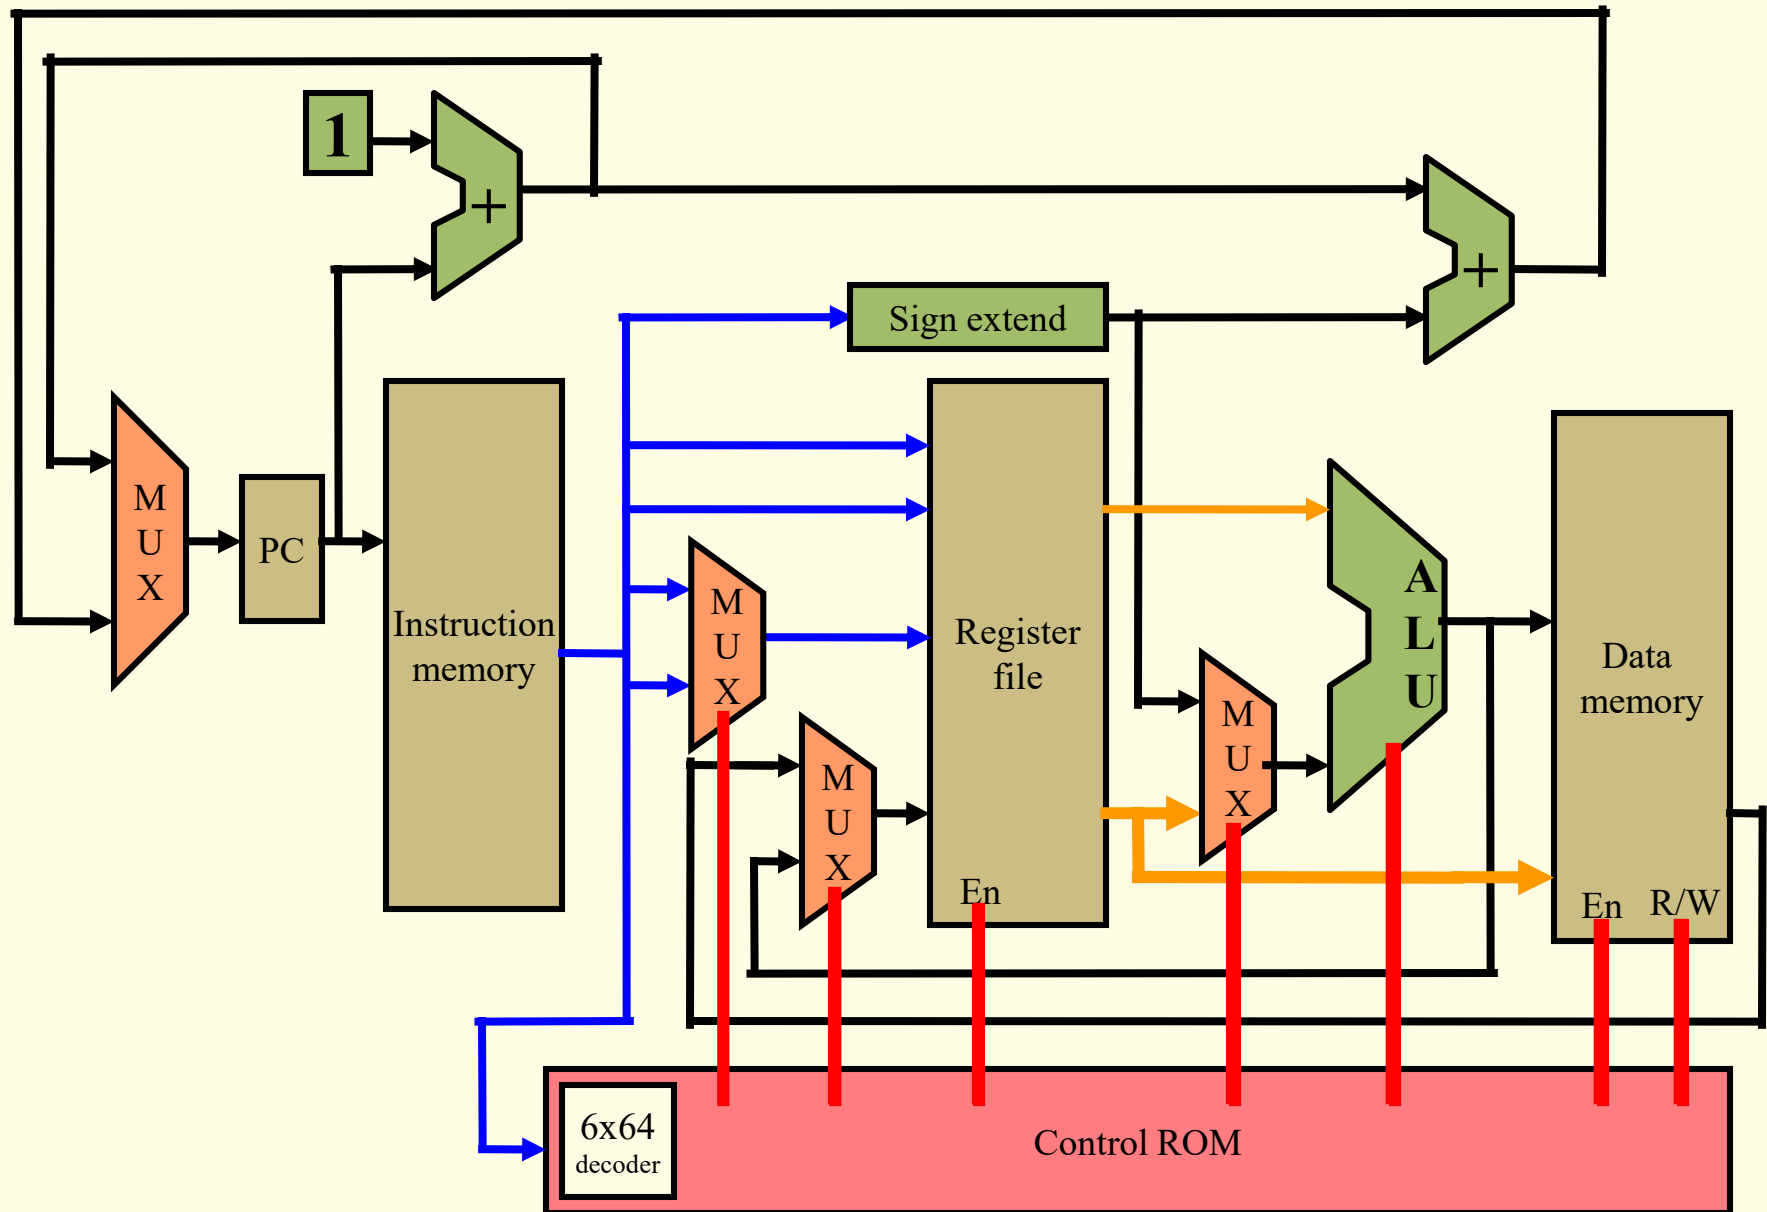 1
+
+
Sign extend
M
U
X
PC
Instruction
memory
M
U
X
M
U
X
Register
file
En
M
U
X
A
L
U
Data
memory
En R/W
6x64
decoder
Control ROM